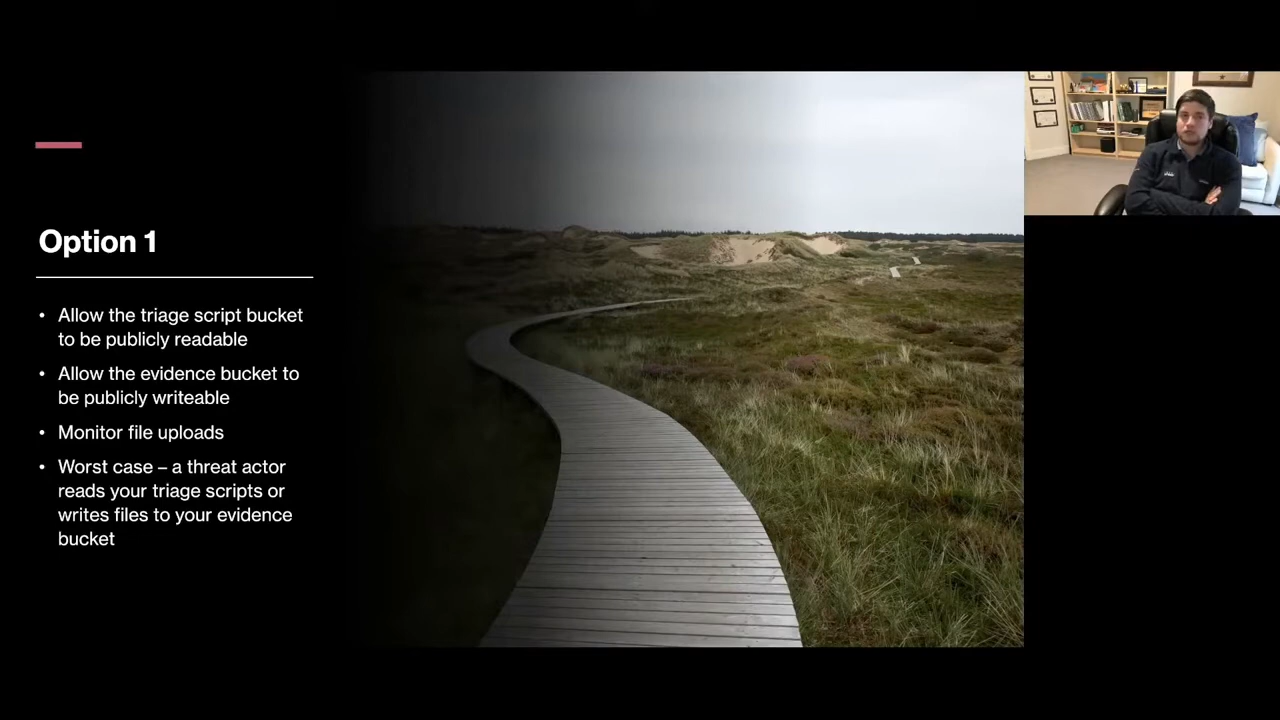 Option 1
• Allow the triage script bucket
to be publicly readable
• Allow the evidence bucket to
be publicly writeable
• Monitor file uploads
• Worst case – a threat actor
reads your triage scripts or
writes files to your evidence
bucket